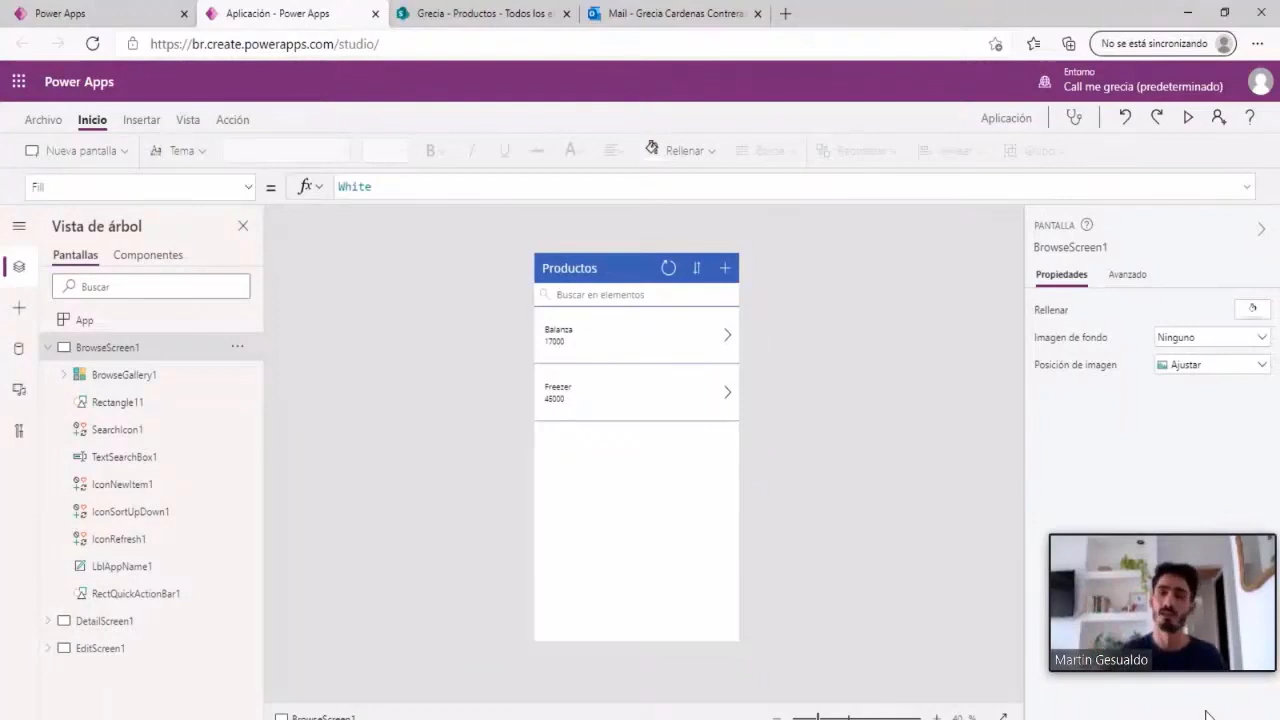 Power Apps
Aplicación - Power Apps
Grecia - Productos - Todos los e
Mail - Grecia Cardenas Contrera
https://br.create.powerapps.com/studio/
No se está sincronizando
Power Apps
Entorno
Call me grecia (predeterminado)
Archivo
Inicio
Insertar
Vista
Acción
Aplicación
Nueva pantalla
Tema
B
I
U
A
Rellenar
Fill
=
fx
White
Vista de árbol
Pantallas
Componentes
Buscar
App
BrowseScreen1
BrowseGallery1
Rectangle11
SearchIcon1
TextSearchBox1
IconNewItem1
IconSortUpDown1
IconRefresh1
LblAppName1
RectQuickActionBar1
DetailScreen1
EditScreen1
Productos
Buscar en elementos
Balanza
17000
Freezer
45000
PANTALLA
BrowseScreen1
Propiedades
Avanzado
Rellenar
Imagen de fondo
Ninguno
Posición de imagen
Ajustar
Martin Gesualdo
BrowseScreen1
40 %